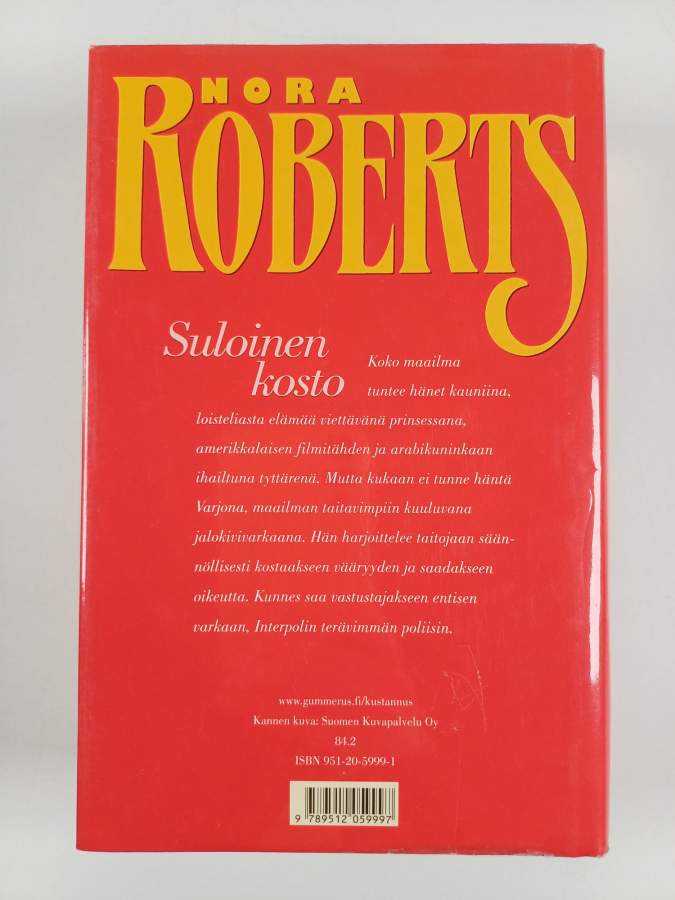 NORA
ROBERTS
Suloinen
kosto
Koko maailma
tuntee hänet kauniina,
loisteliasta elämää viettävänä prinsessana,
amerikkalaisen filmitähden ja arabikuninkaan
ihailtuna tyttärenä. Mutta kukaan ei tunne häntä
Varjona, maailman taitavimpiin kuuluvana
jalokivivarkaana. Hän harjoittelee taitojaan sään-
nöllisesti kostaakseen vääryyden ja saadakseen
oikeutta. Kunnes saa vastustajakseen entisen
varkaan, Interpolin terävimmän poliisin.
www.gummerus.fi/kustannus
Kannen kuva: Suomen Kuvapalvelu Oy
84.2
ISBN 951-20-5999-1
9 789512 059997